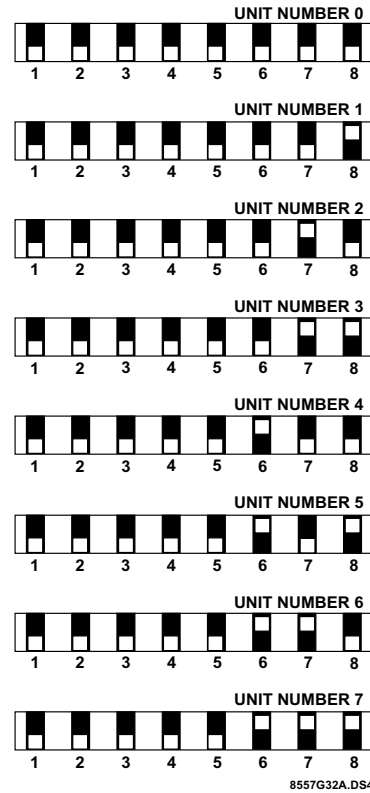 UNIT NUMBER 0
1 2 3 4 5 6 7 8
UNIT NUMBER 1
1 2 3 4 5 6 7 8
UNIT NUMBER 2
1 2 3 4 5 6 7 8
UNIT NUMBER 3
1 2 3 4 5 6 7 8
UNIT NUMBER 4
1 2 3 4 5 6 7 8
UNIT NUMBER 5
1 2 3 4 5 6 7 8
UNIT NUMBER 6
1 2 3 4 5 6 7 8
UNIT NUMBER 7
1 2 3 4 5 6 7 8
8557G32A.DS4